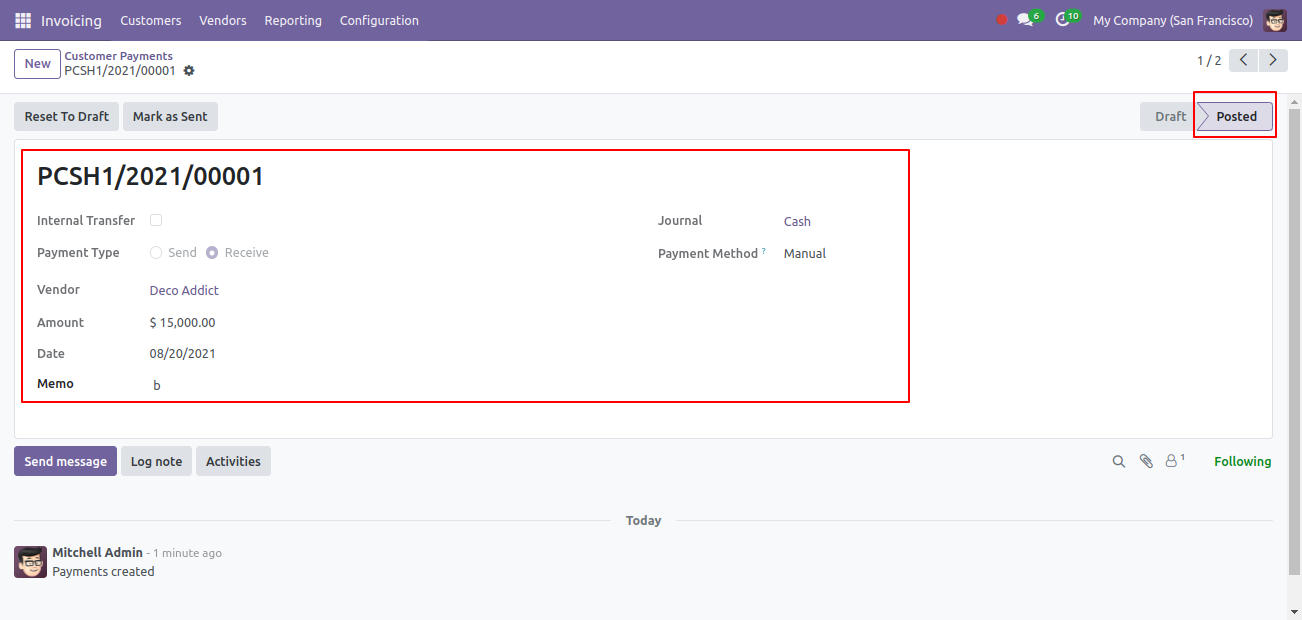 Invoicing Customers Vendors Reporting Configuration 6 10 My Company (San Francisco)
New Customer Payments
PCSH1/2021/00001 1 / 2
Reset To Draft Mark as Sent Draft Posted
PCSH1/2021/00001
Internal Transfer Journal Cash
Payment Type Send Receive Payment Method ? Manual
Vendor Deco Addict
Amount $ 15,000.00
Date 08/20/2021
Memo b
Send message Log note Activities 1 Following
Today
Mitchell Admin - 1 minute ago
Payments created